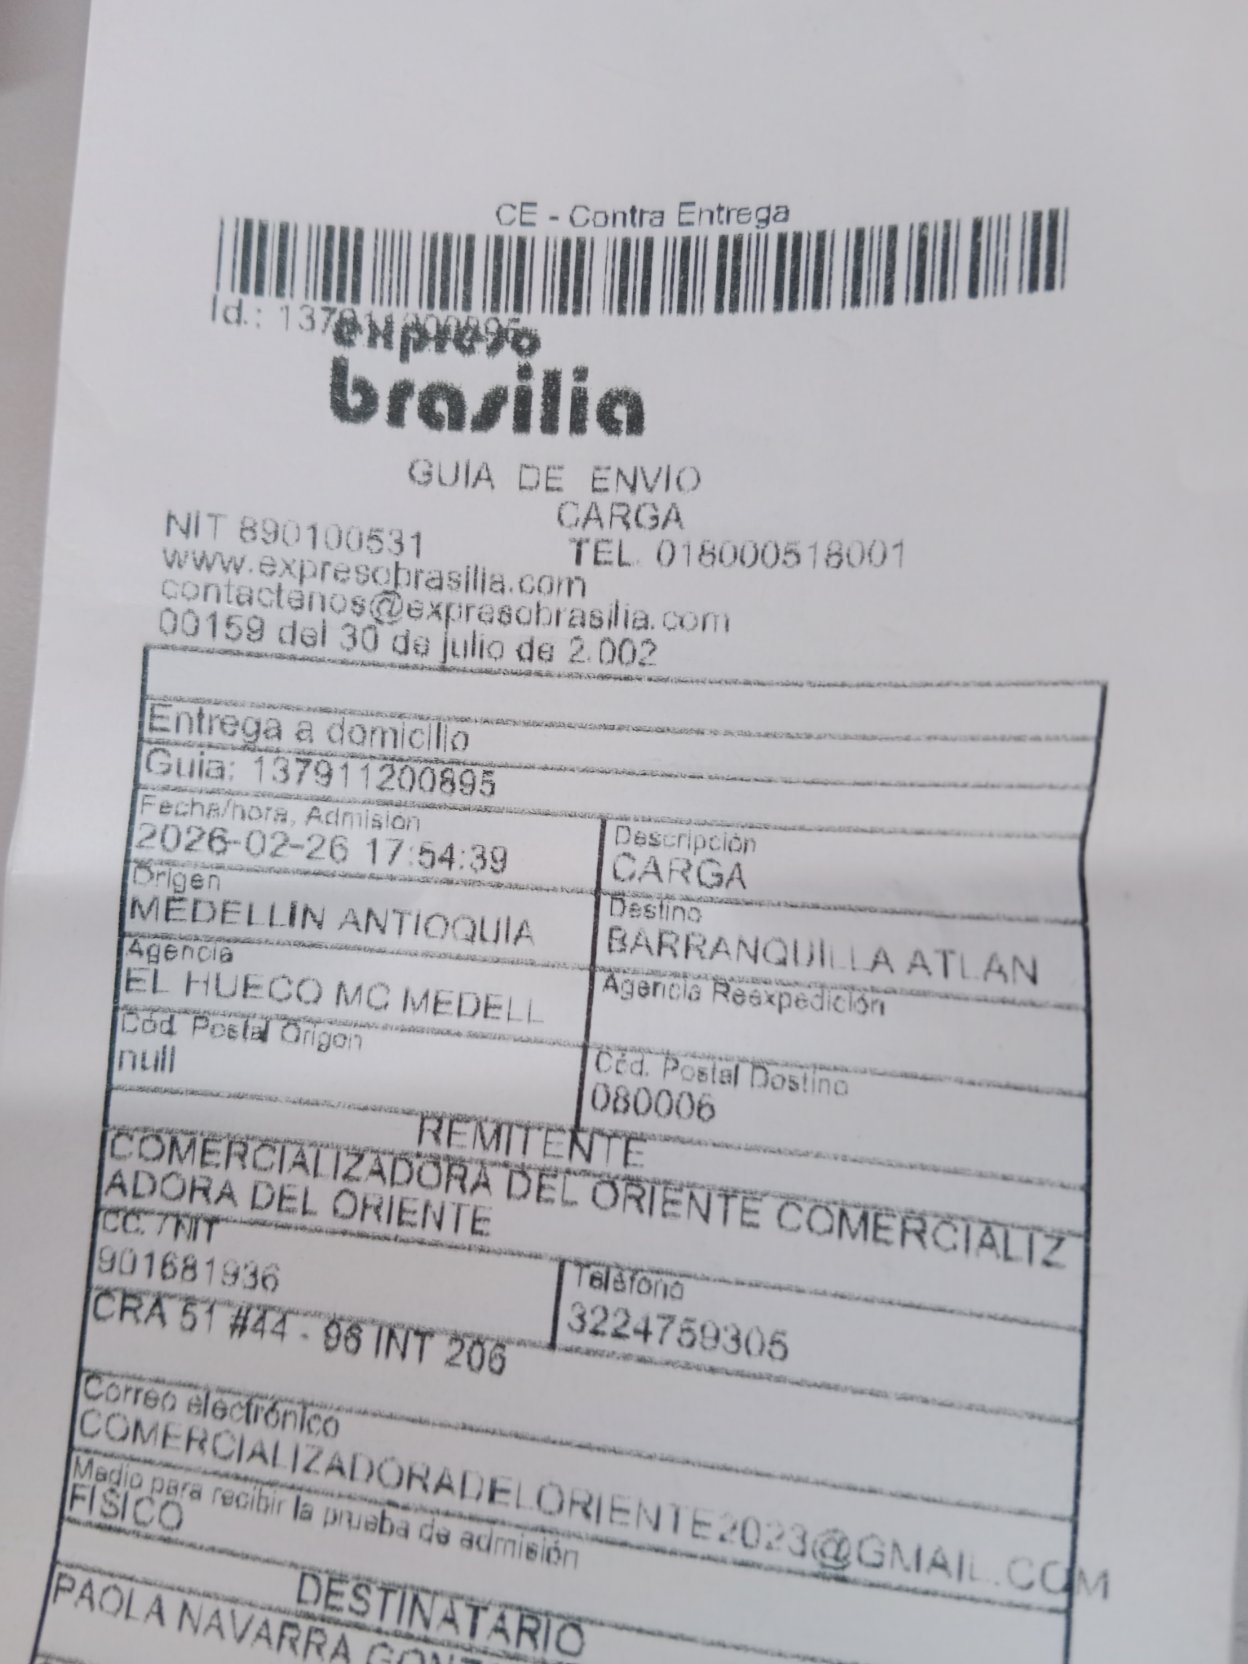 CE - Contra Entrega
Id.: 137911200895
expreso
brasilia
GUIA DE ENVIO
CARGA
NIT 890100531
TEL. 018000518001
www.expresobrasilia.com
contactenos@expresobrasilia.com
00159 del 30 de julio de 2.002
Entrega a domicilio
Guia: 137911200895
Fecha/hora, Admisión
2026-02-26 17:54:39
Descripción
CARGA
Origen
MEDELLIN ANTIOQUIA
Destino
BARRANQUILLA ATLAN
Agencia
EL HUECO MC MEDELL
Agencia Reexpedición
Cód. Postal Origen
null
Cód. Postal Destino
080006
REMITENTE
COMERCIALIZADORA DEL ORIENTE COMERCIALIZ
ADORA DEL ORIENTE
CC. / NIT
901681936
Teléfono
3224759305
CRA 51 #44 - 96 INT 206
Correo electrónico
COMERCIALIZADORADELORIENTE2023@GMAIL.COM
Medio para recibir la prueba de admisión
FISICO
DESTINATARIO
PAOLA NAVARRA